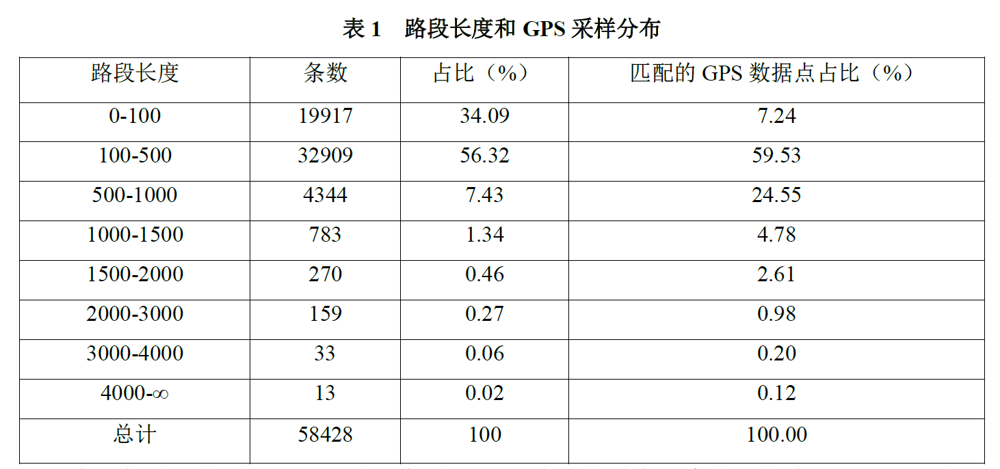 表 1 路段长度和 GPS 采样分布
路段长度 条数 占比（%） 匹配的 GPS 数据点占比（%）
0-100 19917 34.09 7.24
100-500 32909 56.32 59.53
500-1000 4344 7.43 24.55
1000-1500 783 1.34 4.78
1500-2000 270 0.46 2.61
2000-3000 159 0.27 0.98
3000-4000 33 0.06 0.20
4000-∞ 13 0.02 0.12
总计 58428 100 100.00